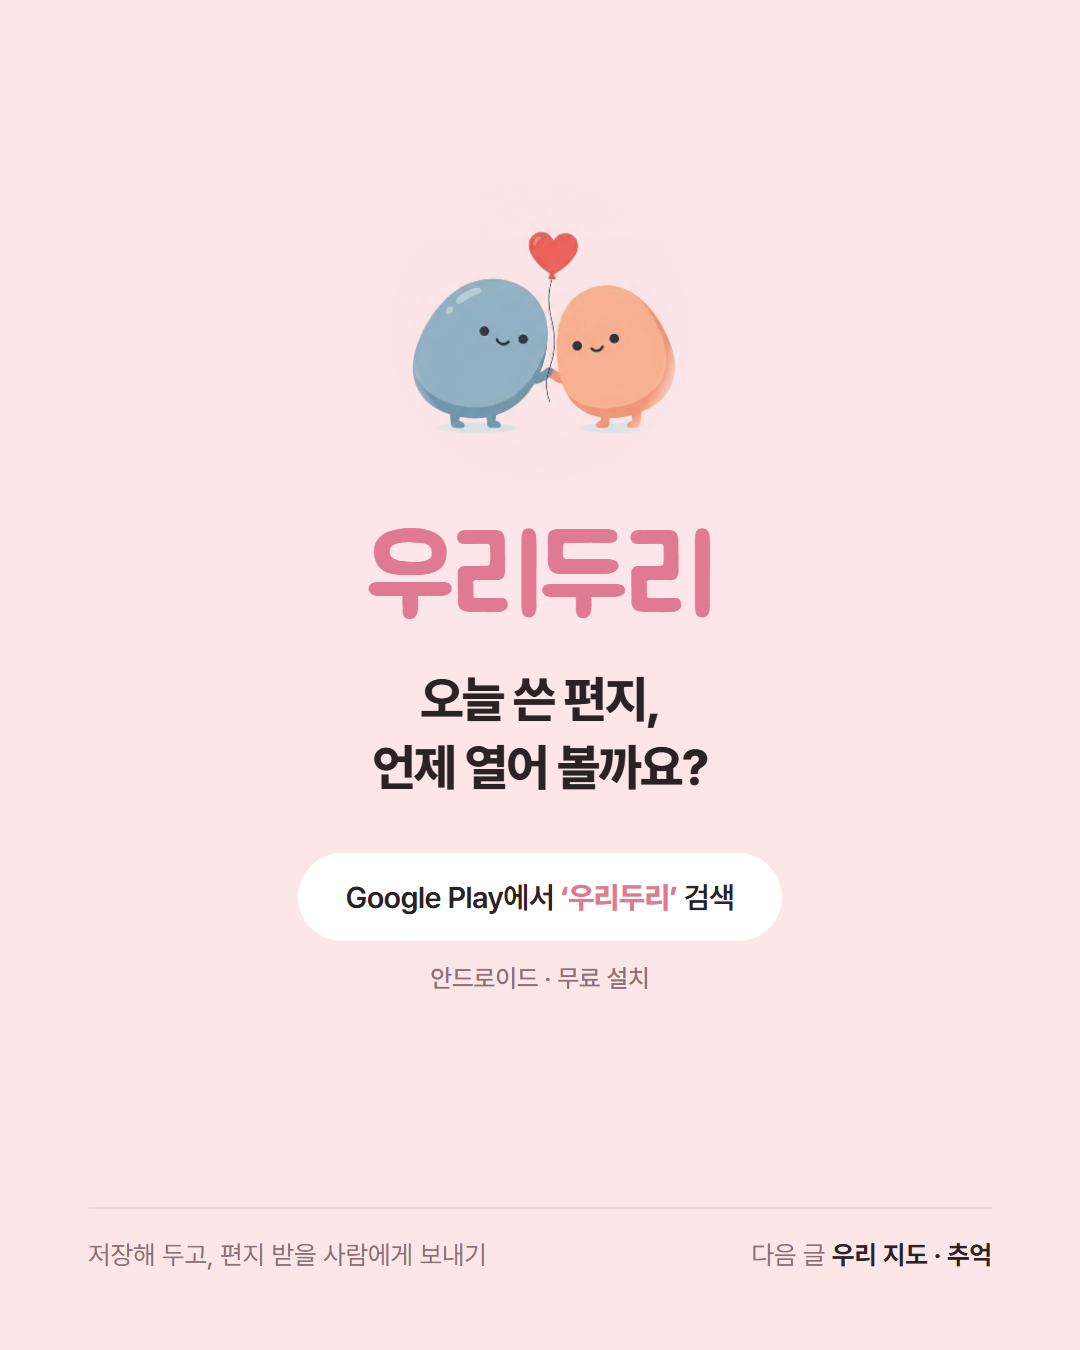 우리두리
오늘 쓴 편지,
언제 열어 볼까요?
Google Play에서 ‘우리두리’ 검색
안드로이드 · 무료 설치
저장해 두고, 편지 받을 사람에게 보내기
다음 글 우리 지도 · 추억